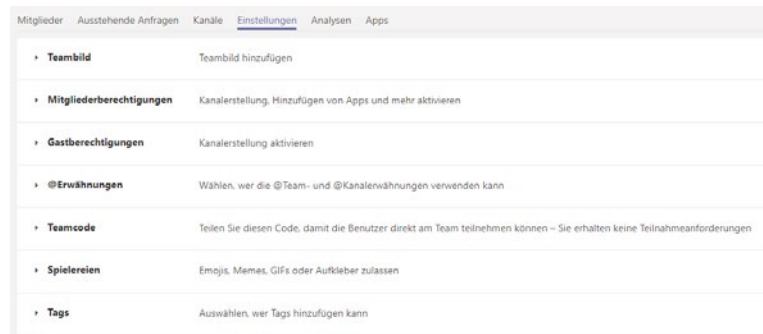 Mitglieder Ausstehende Anfragen Kanäle Einstellungen Analysen Apps
Teambild Teambild hinzufügen
Mitgliederberechtigungen Kanalerstellung, Hinzufügen von Apps und mehr aktivieren
Gastberechtigungen Kanalerstellung aktivieren
@Erwähnungen Wählen, wer die @Team- und @Kanalerwähnungen verwenden kann
Teamcode Teilen Sie diesen Code, damit die Benutzer direkt am Team teilnehmen können – Sie erhalten keine Teilnahmeanforderungen
Spielereien Emojis, Memes, GIFs oder Aufkleber zulassen
Tags Auswählen, wer Tags hinzufügen kann